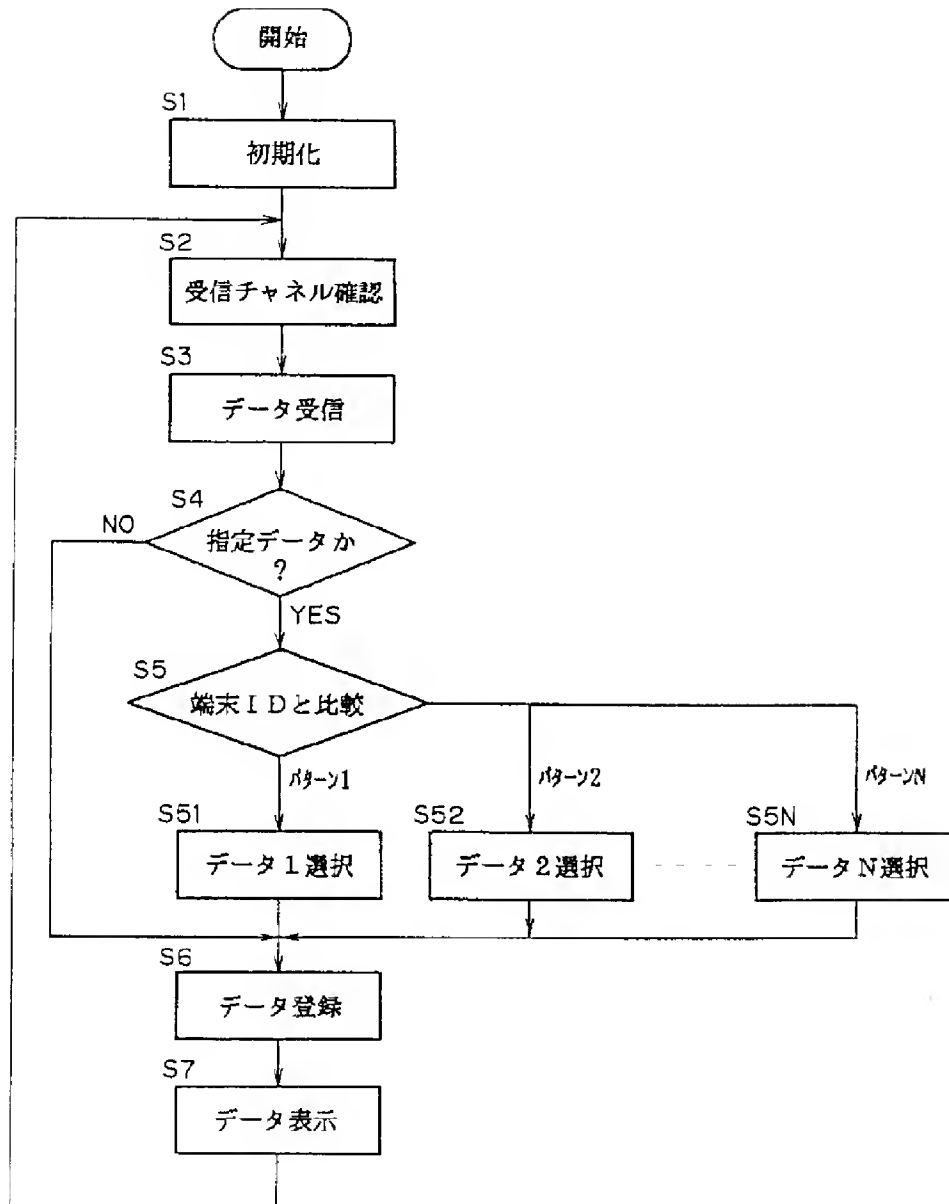 開始
S1
初期化
S2
受信チャネル確認
S3
データ受信
S4
NO
指定データか
?
YES
S5
端末IDと比較
パターン1
パターン2
パターンN
S51
データ1選択
S52
データ2選択
S5N
データN選択
S6
データ登録
S7
データ表示